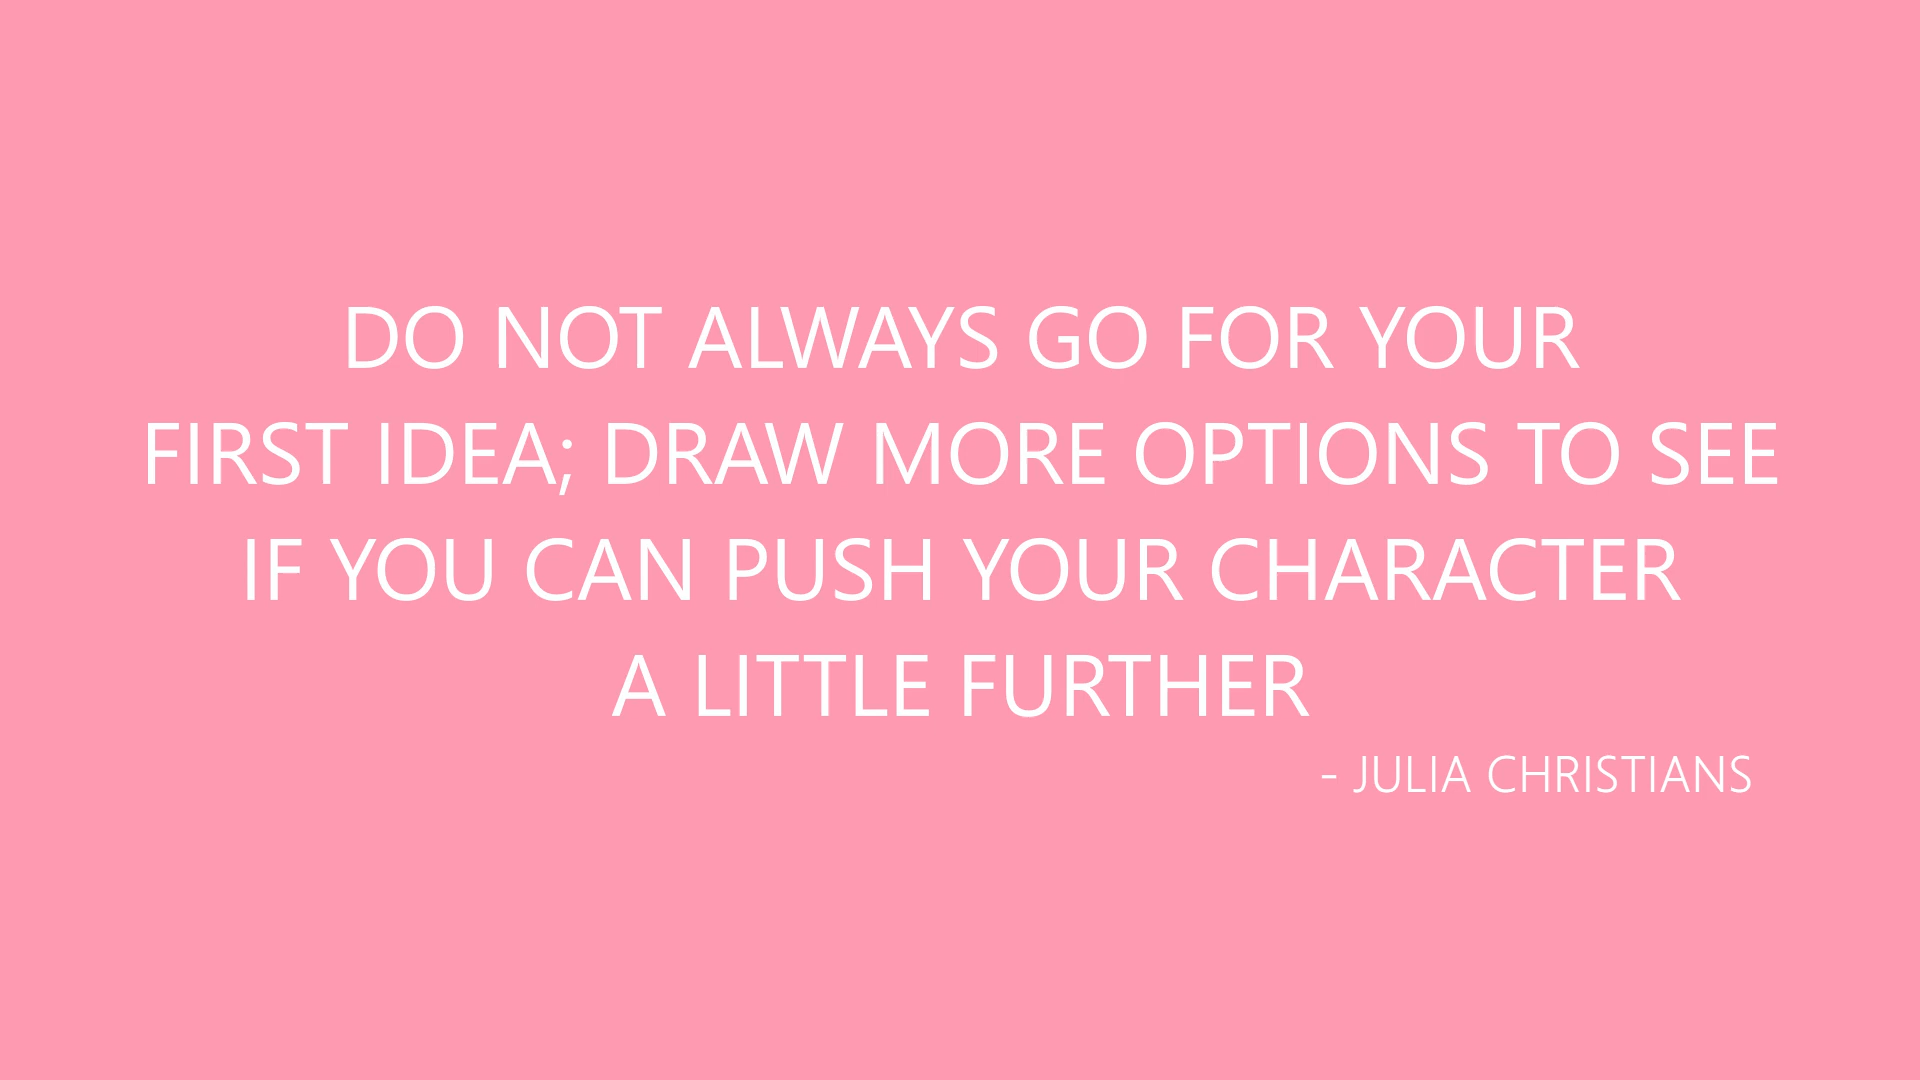 DO NOT ALWAYS GO FOR YOUR
FIRST IDEA; DRAW MORE OPTIONS TO SEE
IF YOU CAN PUSH YOUR CHARACTER
A LITTLE FURTHER
- JULIA CHRISTIANS